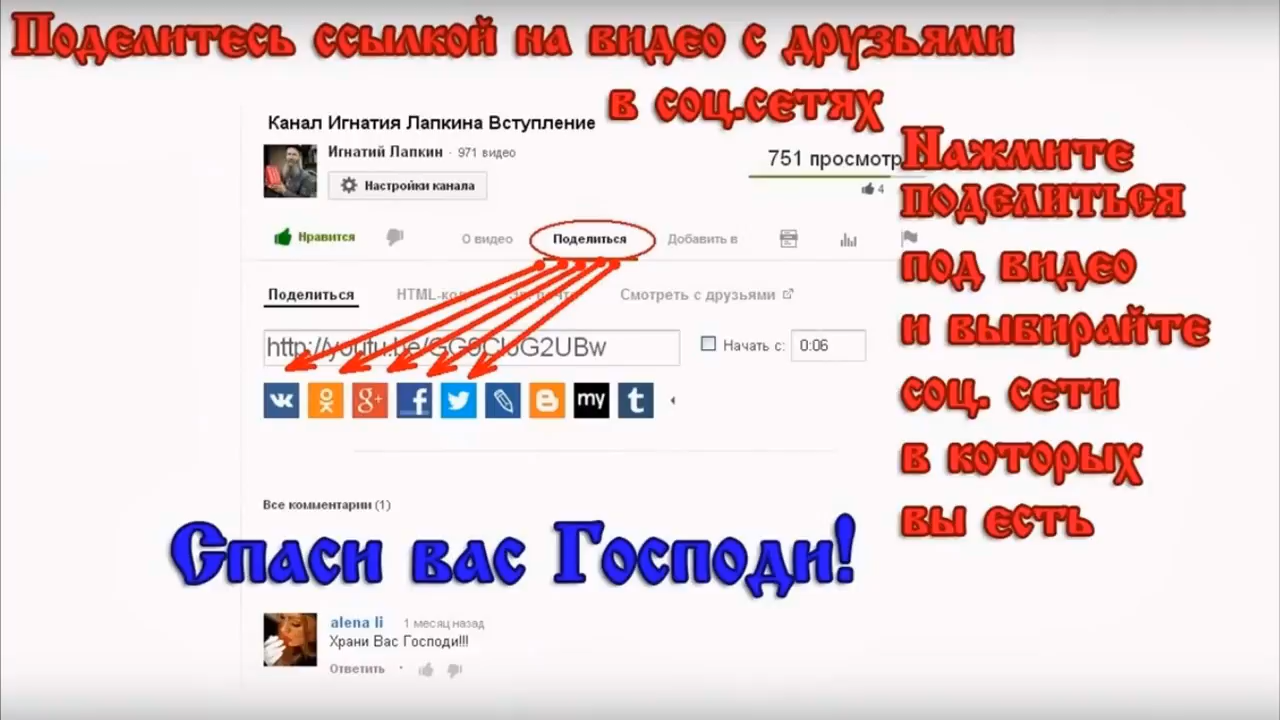 Поделитесь ссылкой на видео с друзьями
в соц.сетях
Канал Игнатия Лапкина Вступление
Игнатий Лапкин · 971 видео
Настройки канала
751 просмотр
4
Нажмите
поделиться
под видео
и выбирайте
соц. сети
в которых
вы есть
Нравится
О видео
Поделиться
Добавить в
Поделиться
Смотреть с друзьями
Начать с:
0:06
g+
f
B
my
t
Все комментарии (1)
Спаси вас Господи!
alena li 1 месяц назад
Храни Вас Господи!!!
Ответить ·